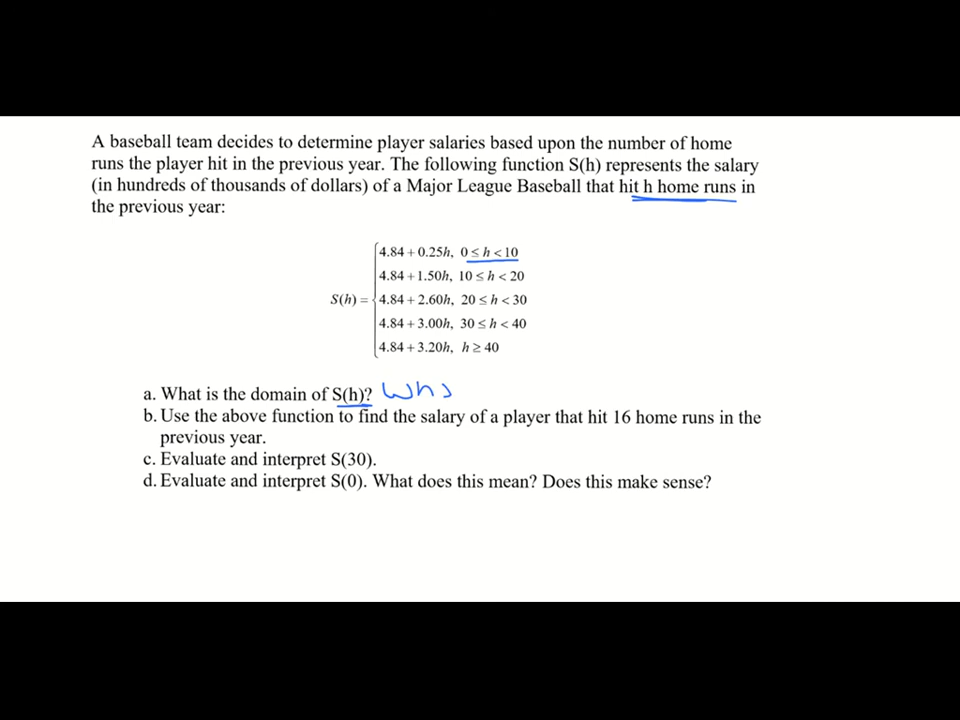 A baseball team decides to determine player salaries based upon the number of home
runs the player hit in the previous year. The following function S(h) represents the salary
(in hundreds of thousands of dollars) of a Major League Baseball that hit h home runs in
the previous year:
4.84 + 0.25h, 0 ≤ h < 10
4.84 + 1.50h, 10 ≤ h < 20
S(h) = { 4.84 + 2.60h, 20 ≤ h < 30
4.84 + 3.00h, 30 ≤ h < 40
4.84 + 3.20h, h ≥ 40
a. What is the domain of S(h)?
b. Use the above function to find the salary of a player that hit 16 home runs in the
previous year.
c. Evaluate and interpret S(30).
d. Evaluate and interpret S(0). What does this mean? Does this make sense?